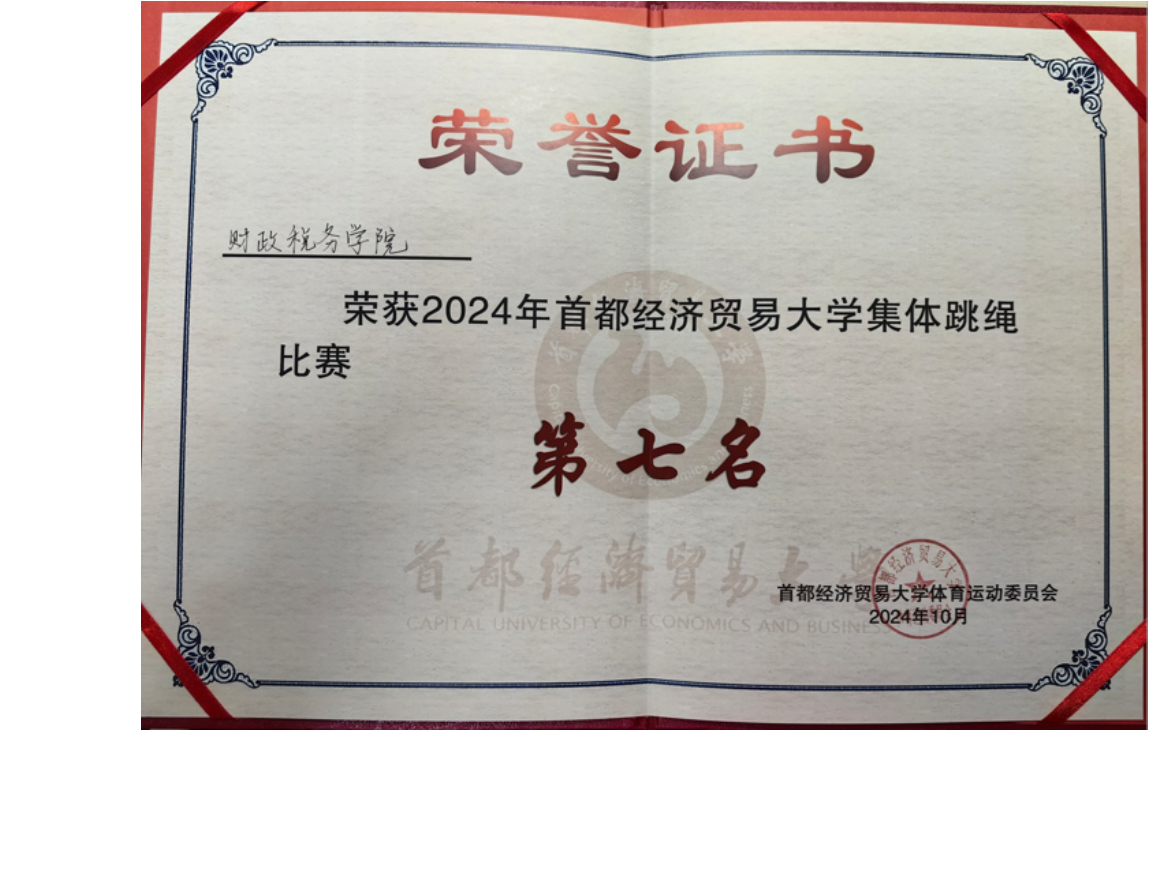 荣誉证书
财政税务学院
荣获2024年首都经济贸易大学集体跳绳
比赛
第七名
首都经济贸易大学
CAPITAL UNIVERSITY OF ECONOMICS AND BUSINESS
首都经济贸易大学体育运动委员会
2024年10月